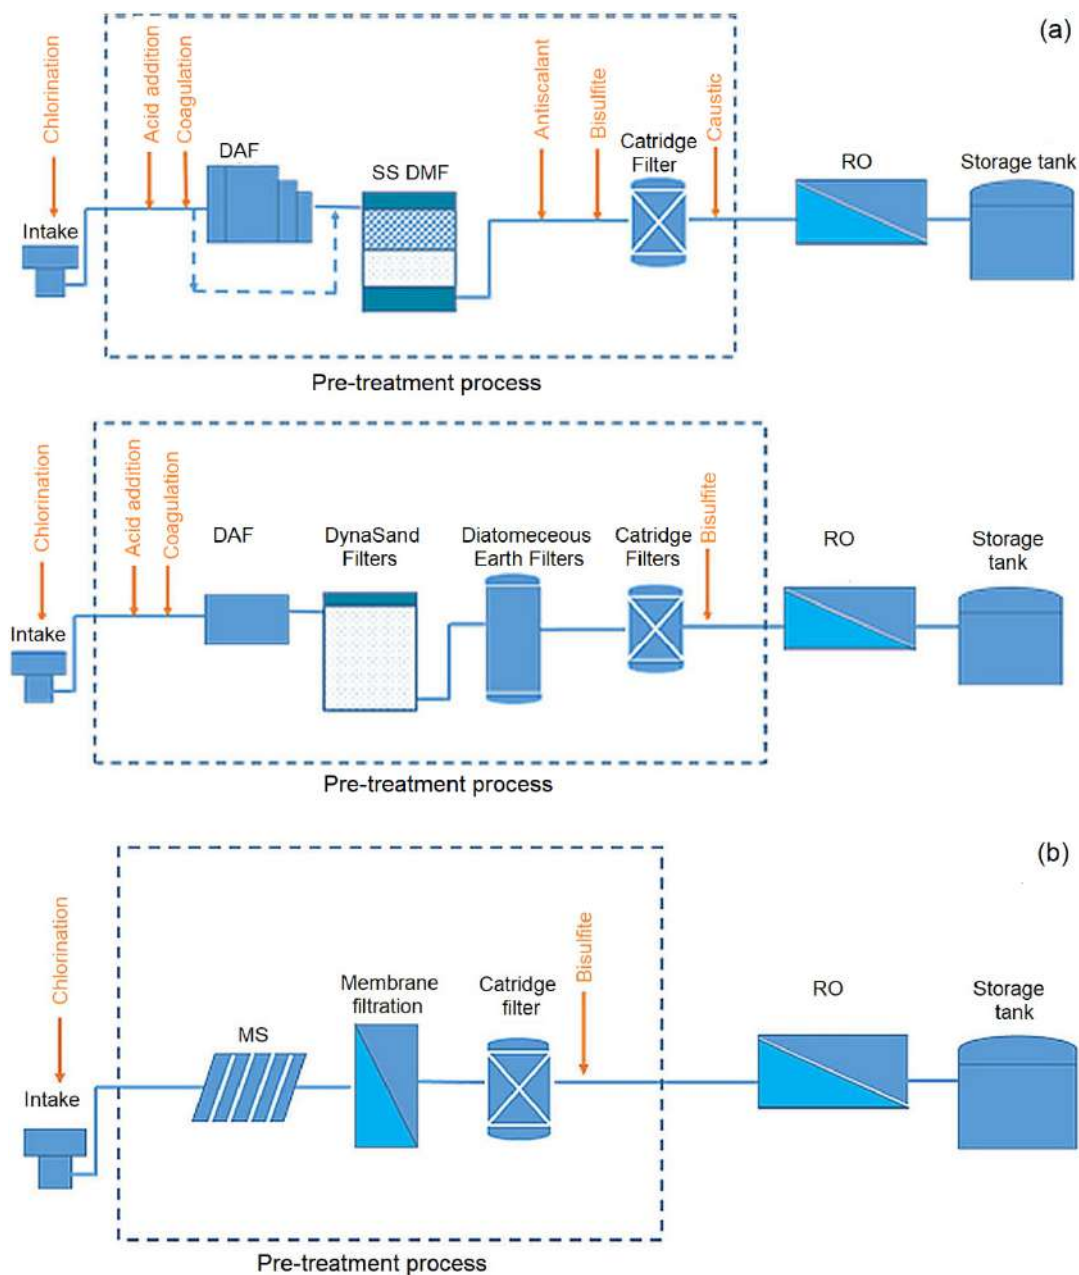 (a)
Chlorination
Acid addition
Coagulation
Antiscalant
Bisulfite
Caustic
Intake
DAF
SS DMF
Catridge
Filter
RO
Storage tank
Pre-treatment process
Chlorination
Acid addition
Coagulation
Bisulfite
Intake
DAF
DynaSand
Filters
Diatomeceous
Earth Filters
Catridge
Filters
RO
Storage
tank
Pre-treatment process
(b)
Chlorination
Bisulfite
Intake
MS
Membrane
filtration
Catridge
filter
RO
Storage
tank
Pre-treatment process